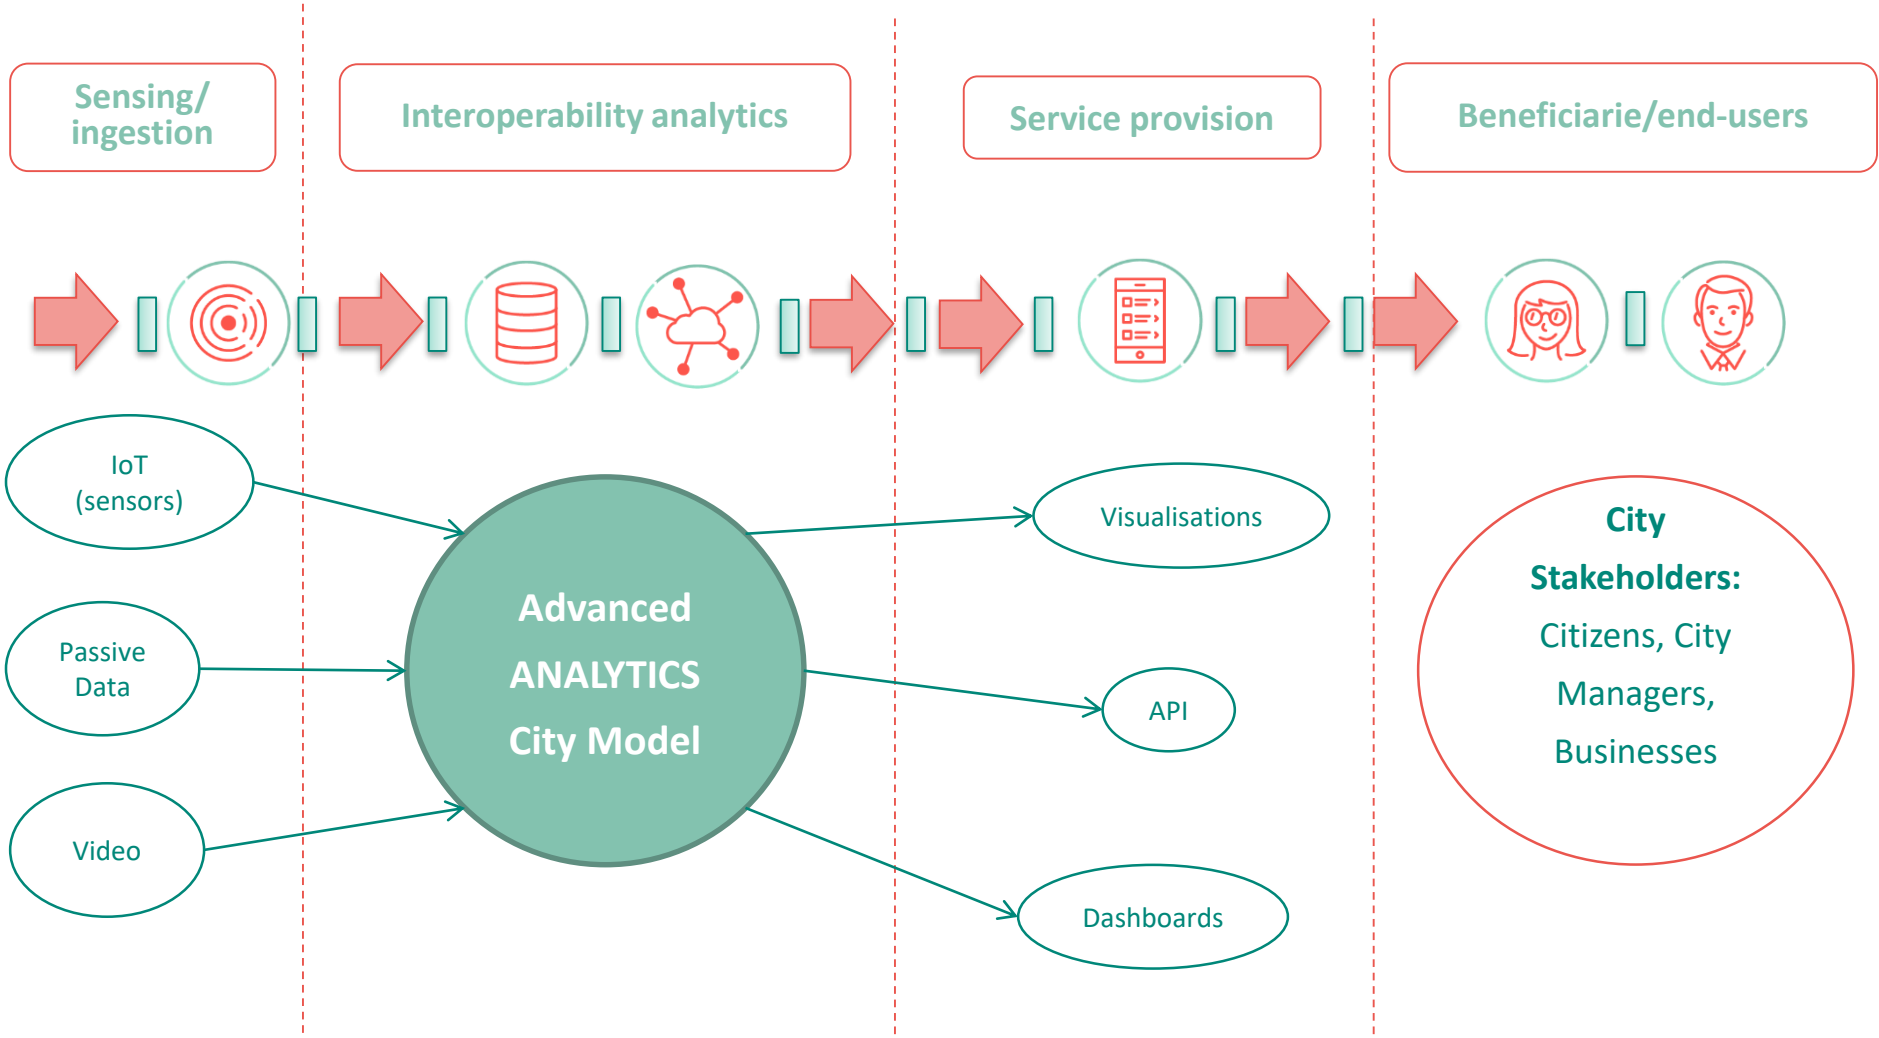 Sensing/
ingestion
Interoperability analytics
Service provision
Beneficiarie/end-users
IoT
(sensors)
Passive
Data
Video
Advanced
ANALYTICS
City Model
Visualisations
API
Dashboards
City
Stakeholders:
Citizens, City
Managers,
Businesses